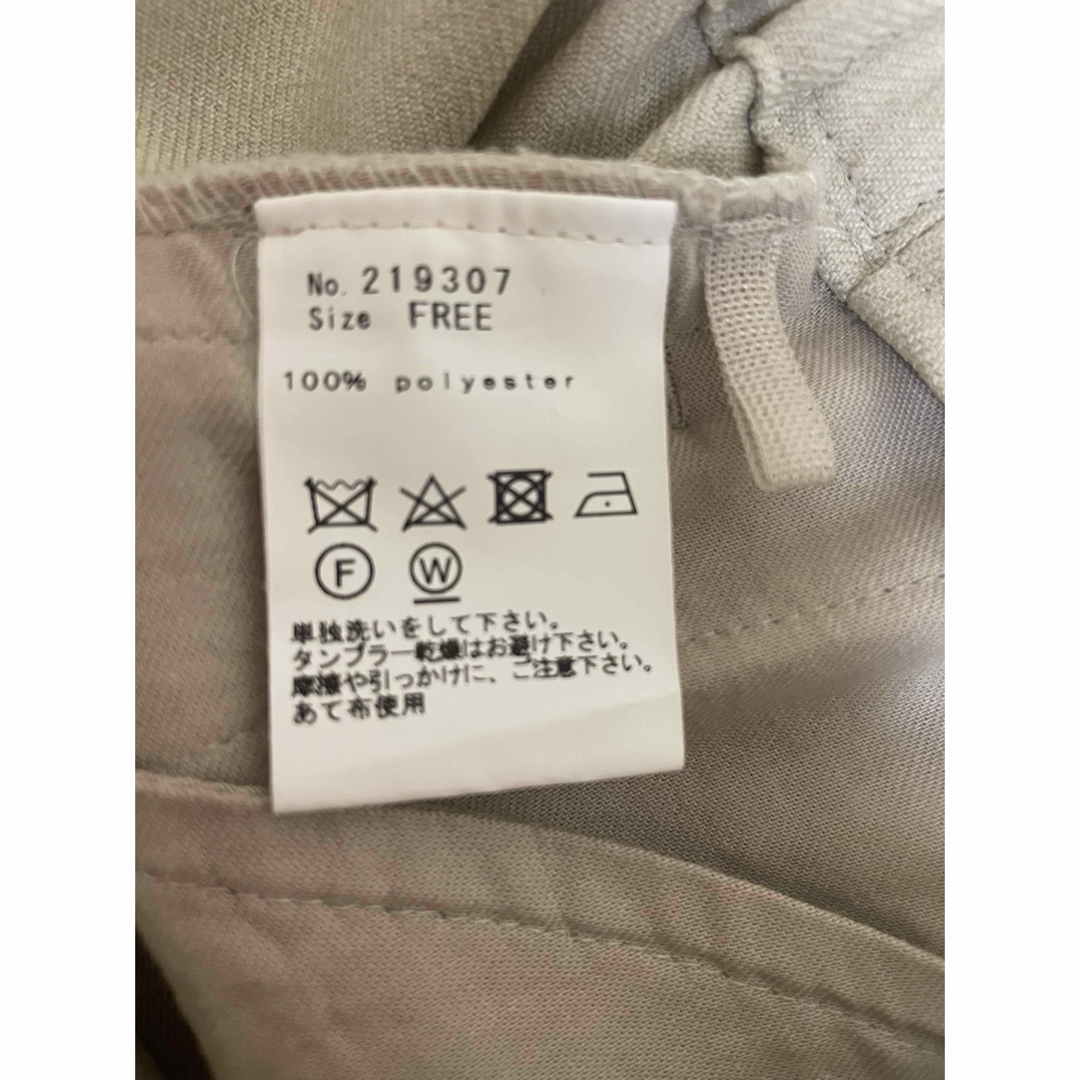 No. 219307
Size FREE
100% polyester
F W
単独洗いをして下さい。
タンブラー乾燥はお避け下さい。
摩擦や引っかけに、ご注意下さい。
あて布使用